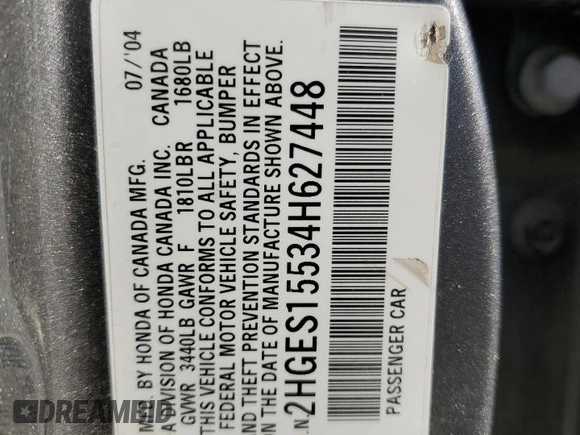 MFD. BY HONDA OF CANADA MFG. 07/'04
A DIVISION OF HONDA CANADA INC. CANADA
GVWR 3440LB GAWR F 1810LBR 1680LB
THIS VEHICLE CONFORMS TO ALL APPLICABLE
FEDERAL MOTOR VEHICLE SAFETY, BUMPER
AND THEFT PREVENTION STANDARDS IN EFFECT
ON THE DATE OF MANUFACTURE SHOWN ABOVE.
.N. 2HGES15534H627448
PASSENGER CAR
DREAMBID